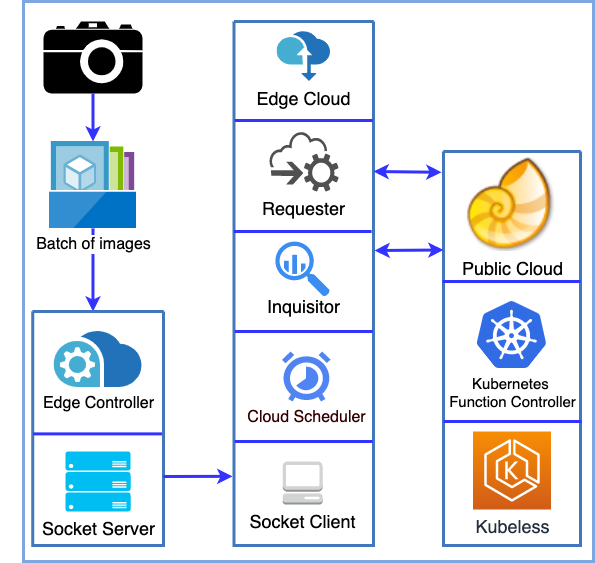 Batch of images
Edge Controller
Socket Server
Edge Cloud
Requester
Inquisitor
Cloud Scheduler
Socket Client
Public Cloud
Kubernetes
Function Controller
K
Kubeless